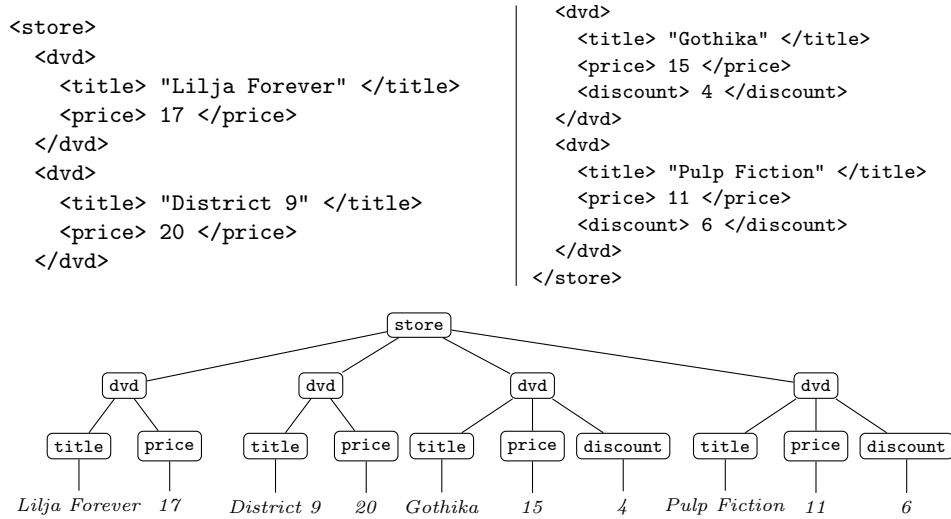 <store>
  <dvd>
    <title> "Lilja Forever" </title>
    <price> 17 </price>
  </dvd>
  <dvd>
    <title> "District 9" </title>
    <price> 20 </price>
  </dvd>
  <dvd>
    <title> "Gothika" </title>
    <price> 15 </price>
    <discount> 4 </discount>
  </dvd>
  <dvd>
    <title> "Pulp Fiction" </title>
    <price> 11 </price>
    <discount> 6 </discount>
  </dvd>
</store>
store
dvd dvd dvd dvd
title price title price title price discount title price discount
Lilja Forever 17 District 9 20 Gothika 15 4 Pulp Fiction 11 6